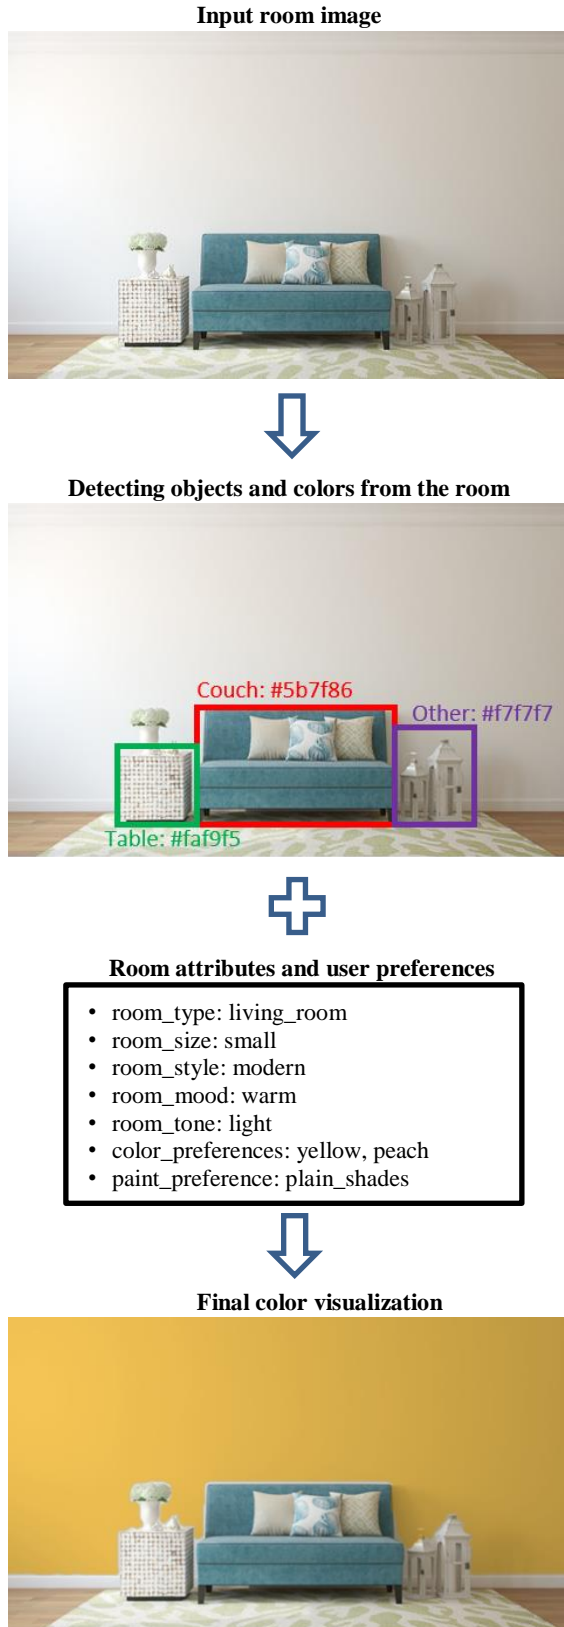 Input room image
Detecting objects and colors from the room
Couch: #5b7f86
Other: #f7f7f7
Table: #faf9f5
Room attributes and user preferences
• room_type: living_room
• room_size: small
• room_style: modern
• room_mood: warm
• room_tone: light
• color_preferences: yellow, peach
• paint_preference: plain_shades
Final color visualization